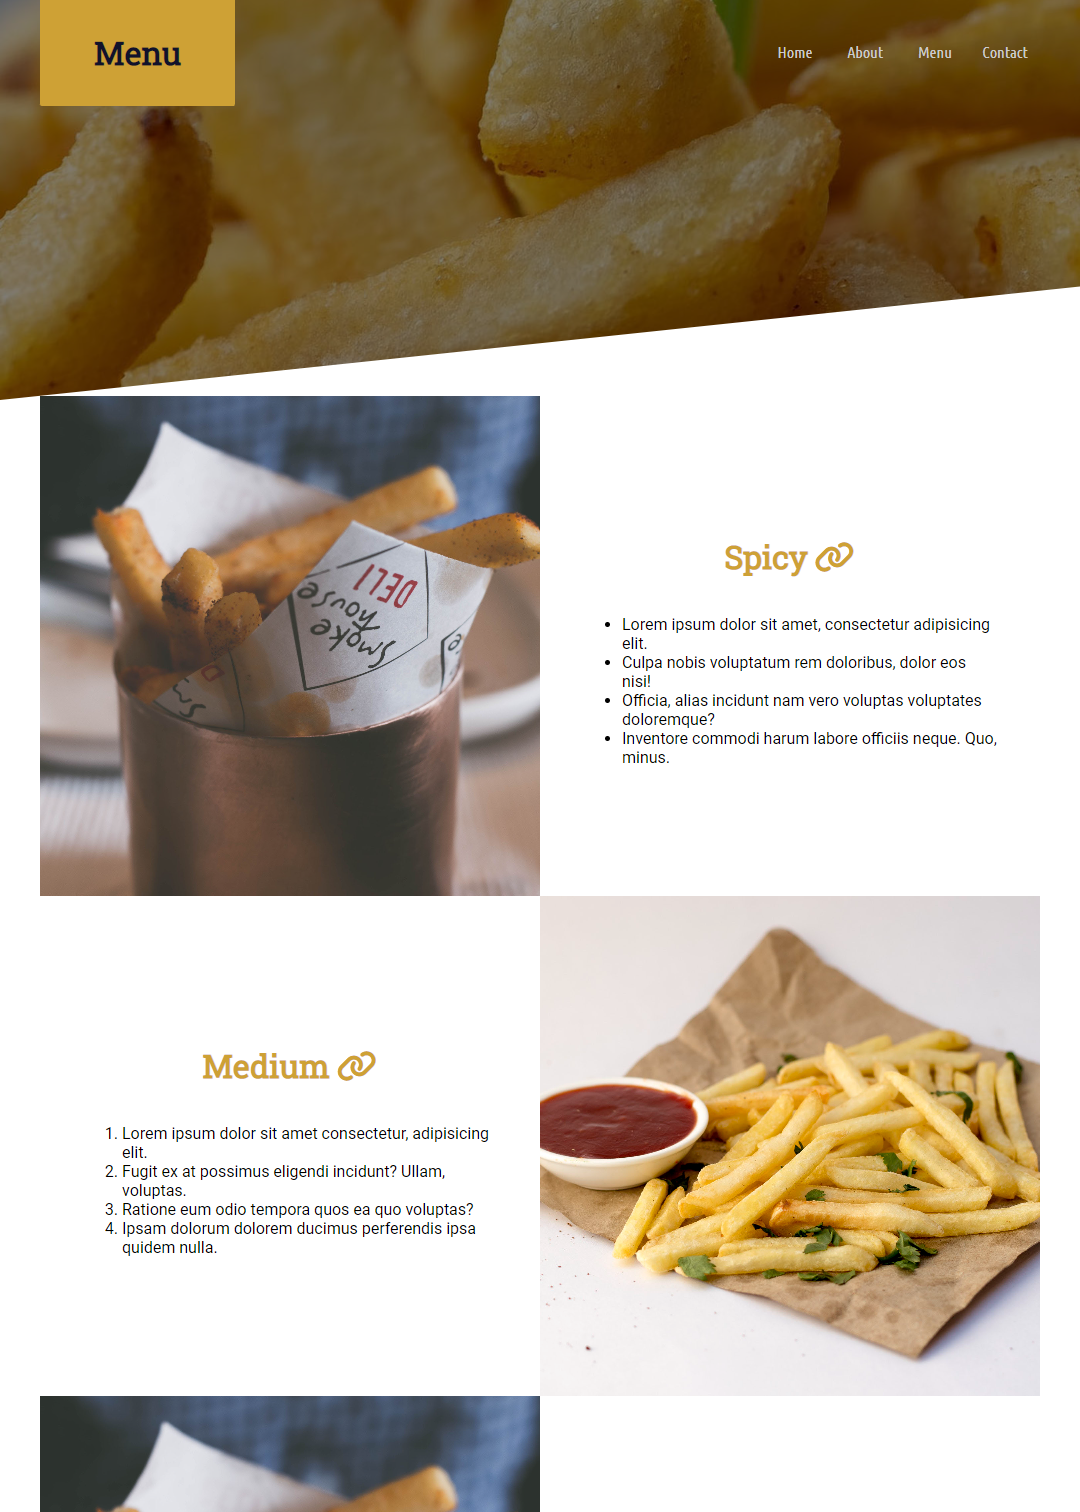 Menu
Home About Menu Contact
DELI
smoke
house
Spicy
• Lorem ipsum dolor sit amet, consectetur adipisicing
elit.
• Culpa nobis voluptatum rem doloribus, dolor eos
nisi!
• Officia, alias incidunt nam vero voluptas voluptates
doloremque?
• Inventore commodi harum labore officiis neque. Quo,
minus.
Medium
1. Lorem ipsum dolor sit amet consectetur, adipisicing
elit.
2. Fugit ex at possimus eligendi incidunt? Ullam,
voluptas.
3. Ratione eum odio tempora quos ea quo voluptas?
4. Ipsam dolorum dolorem ducimus perferendis ipsa
quidem nulla.